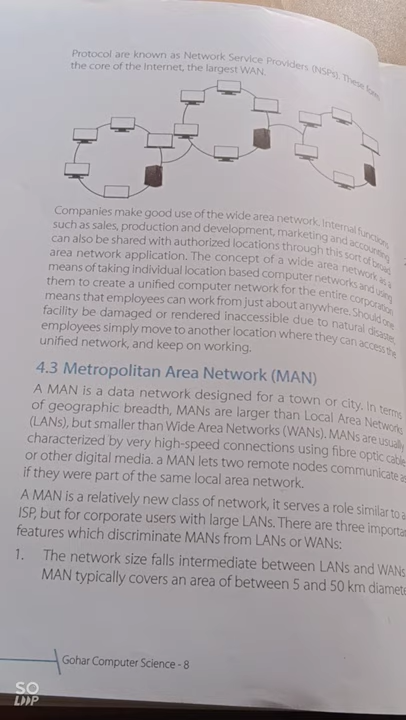 Protocol are known as Network Service Providers (NSPs). These form
the core of the Internet, the largest WAN.
Companies make good use of the wide area network. Internal functions
such as sales, production and development, marketing and accounting
can also be shared with authorized locations through this sort of broad
area network application. The concept of a wide area network as a
means of taking individual location based computer networks and using
them to create a unified computer network for the entire corporation
means that employees can work from just about anywhere. Should one
facility be damaged or rendered inaccessible due to natural disaster,
employees simply move to another location where they can access the
unified network, and keep on working.
4.3 Metropolitan Area Network (MAN)
A MAN is a data network designed for a town or city. In terms
of geographic breadth, MANs are larger than Local Area Networks
(LANs), but smaller than Wide Area Networks (WANs). MANs are usually
characterized by very high-speed connections using fibre optic cable
or other digital media. a MAN lets two remote nodes communicate as
if they were part of the same local area network.
A MAN is a relatively new class of network, it serves a role similar to a
ISP, but for corporate users with large LANs. There are three importa
features which discriminate MANs from LANs or WANs:
1. The network size falls intermediate between LANs and WANs
MAN typically covers an area of between 5 and 50 km diamete
Gohar Computer Science - 8
SO
LOOP